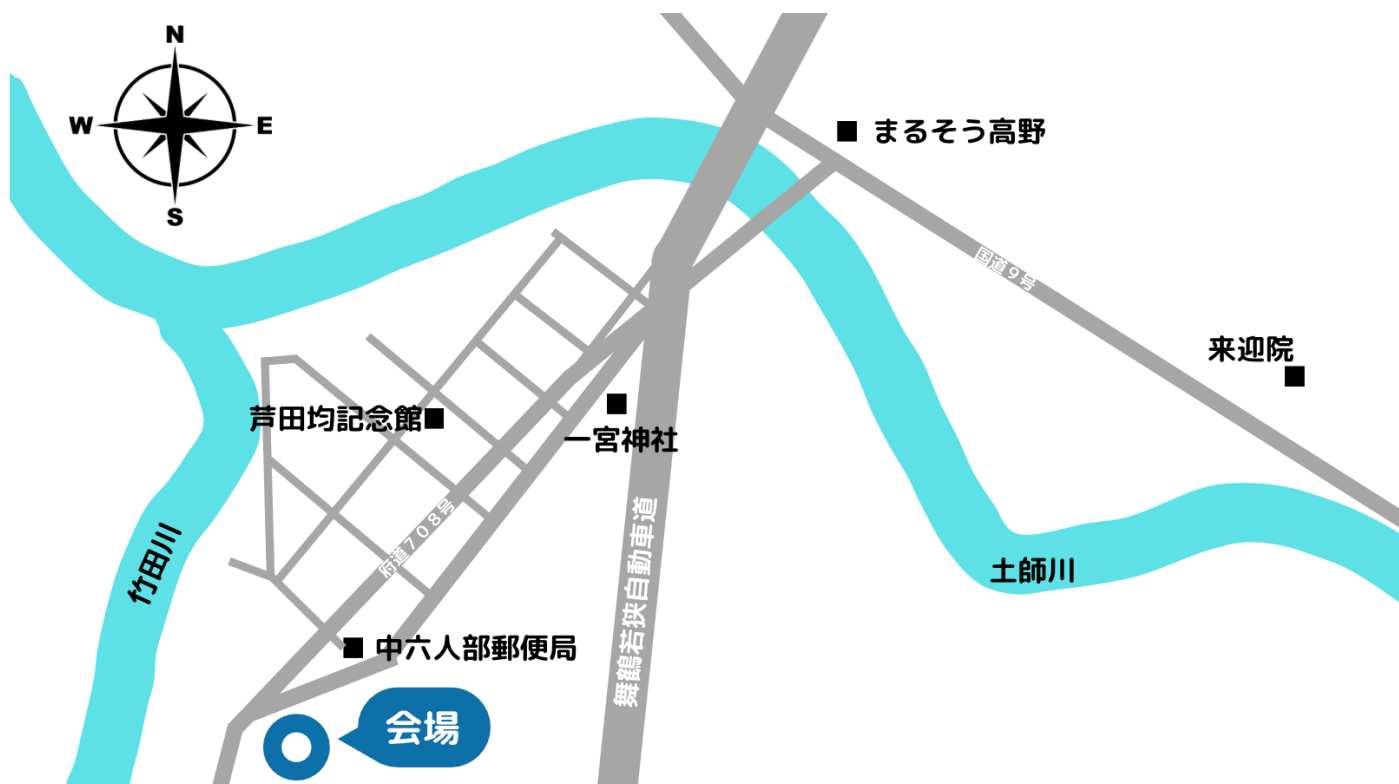 N
W
E
S
まるそう高野
国道9号
来迎院
芦田均記念館
一宮神社
府道708号
舞鶴若狭自動車道
竹田川
土師川
中六人部郵便局
会場